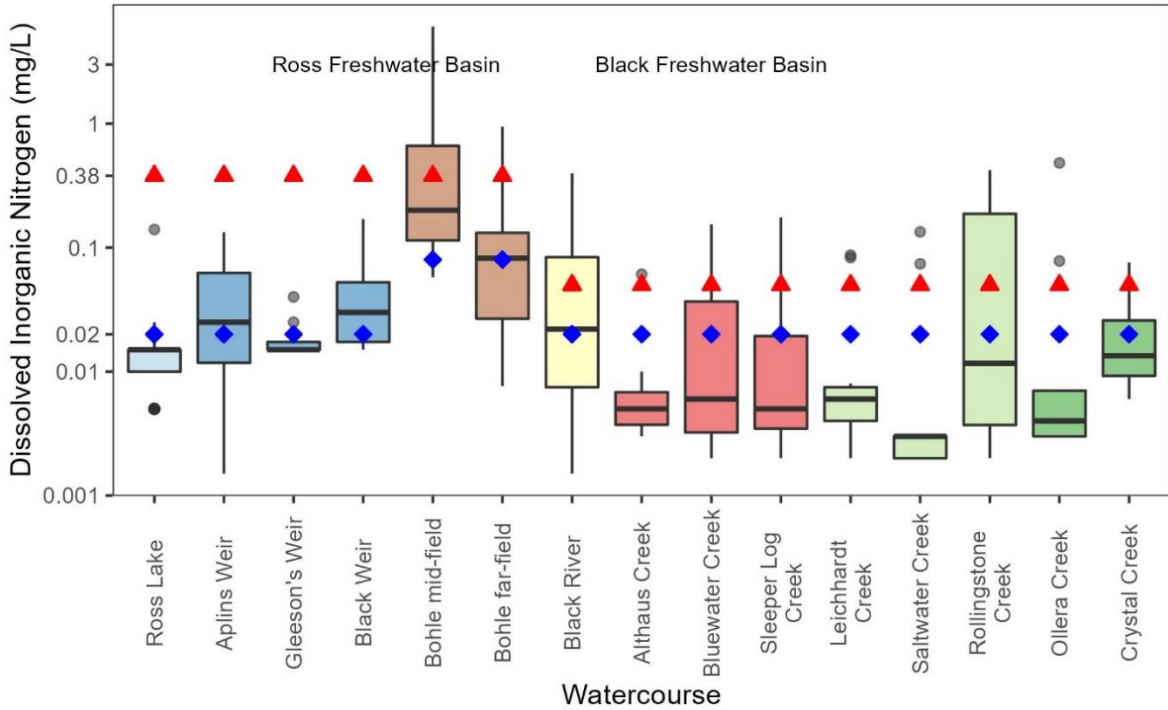 Dissolved Inorganic Nitrogen (mg/L)
Ross Freshwater Basin
Black Freshwater Basin
3
1
0.38
0.1
0.02
0.01
0.001
Ross Lake
Aplins Weir
Gleeson's Weir
Black Weir
Bohle mid-field
Bohle far-field
Black River
Althaus Creek
Bluewater Creek
Sleeper Log
Creek
Leichhardt
Creek
Saltwater Creek
Rollingstone
Creek
Ollera Creek
Crystal Creek
Watercourse